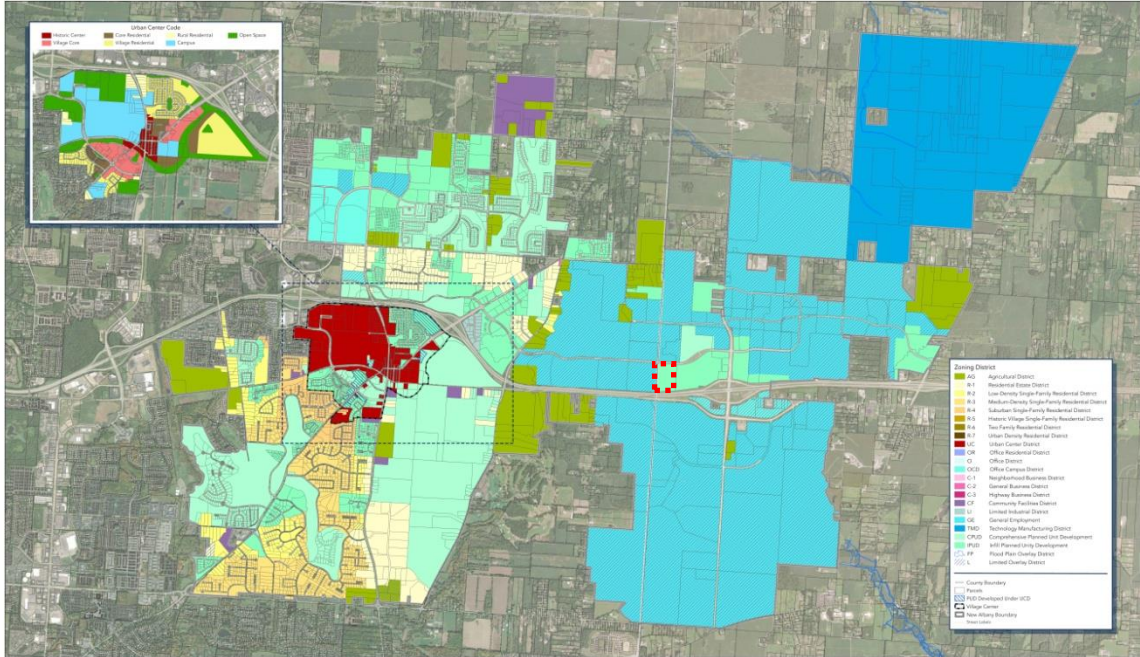 Urban Center Code
Historic Center
Core Residential
Rural Residential
Open Space
Village Core
Village Residential
Campus
Zoning District
AG Agricultural District
R-1 Residential Estate District
R-2 Low-Density Single-Family Residential District
R-3 Medium-Density Single-Family Residential District
R-4 Suburban Single-Family Residential District
R-5 Historic Village Single-Family Residential District
R-6 Two Family Residential District
R-7 Urban Density Residential District
UC Urban Center District
OR Office Residential District
O Office District
OCD Office Campus District
C-1 Neighborhood Business District
C-2 General Business District
C-3 Highway Business District
CF Community Facilities District
LI Limited Industrial District
GE General Employment
TMD Technology Manufacturing District
CPUD Comprehensive Planned Unit Development
IPUD Infill Planned Unity Development
FP Flood Plain Overlay District
L Limited Overlay District
County Boundary
Parcels
PUD Developed Under UCD
Village Center
New Albany Boundary
Street Labels